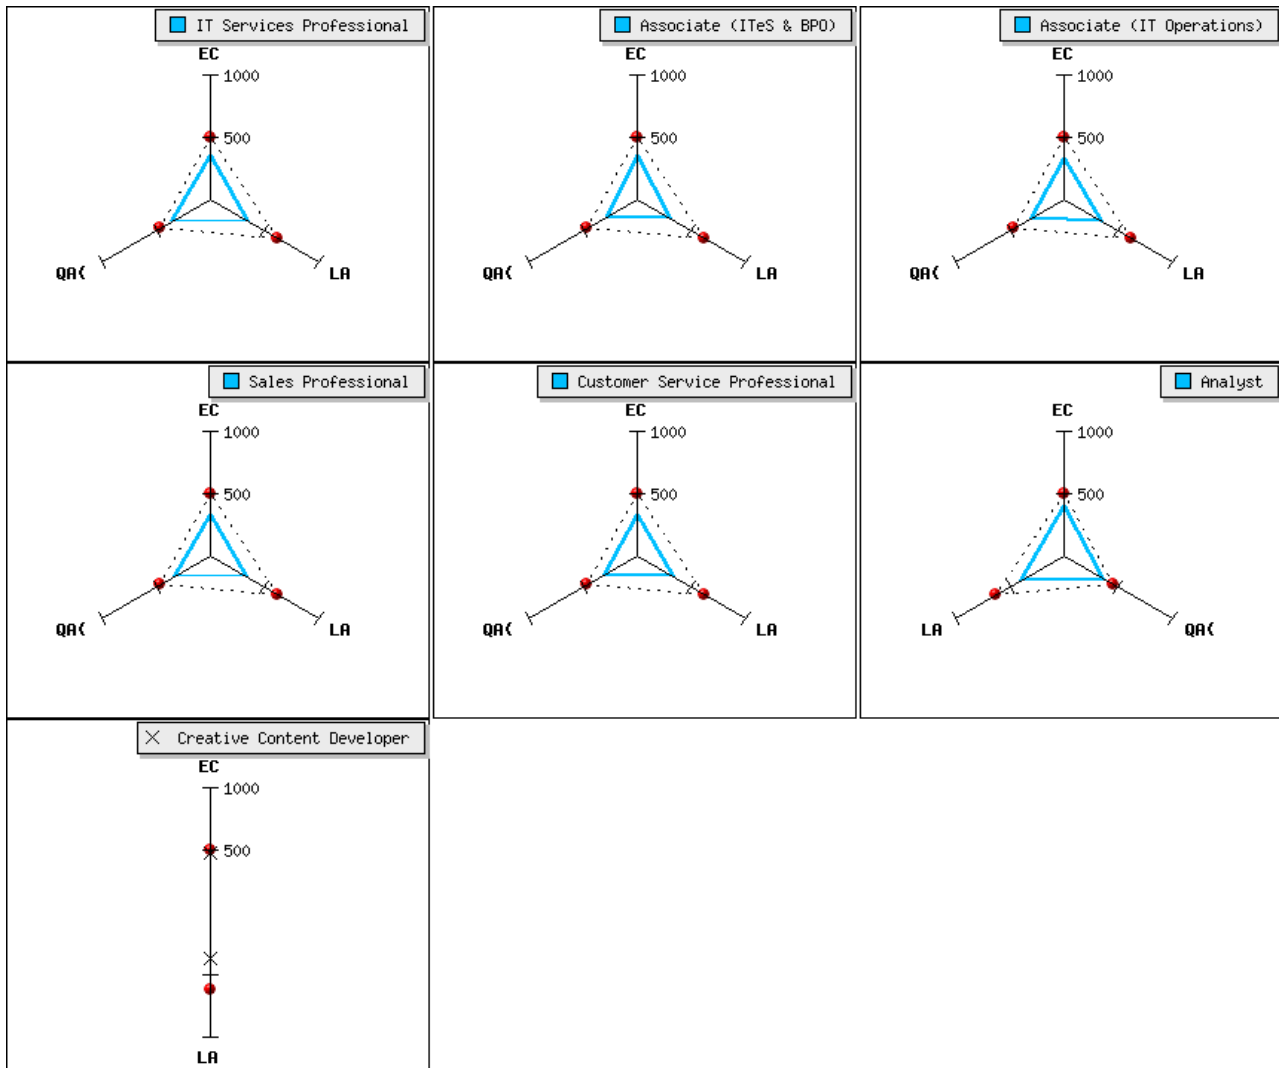 IT Services Professional
EC
1000
500
QA(
LA
Associate (ITeS & BPO)
EC
1000
500
QA(
LA
Associate (IT Operations)
EC
1000
500
QA(
LA
Sales Professional
EC
1000
500
QA(
LA
Customer Service Professional
EC
1000
500
QA(
LA
Analyst
EC
1000
500
LA
QA(
Creative Content Developer
EC
1000
500
LA